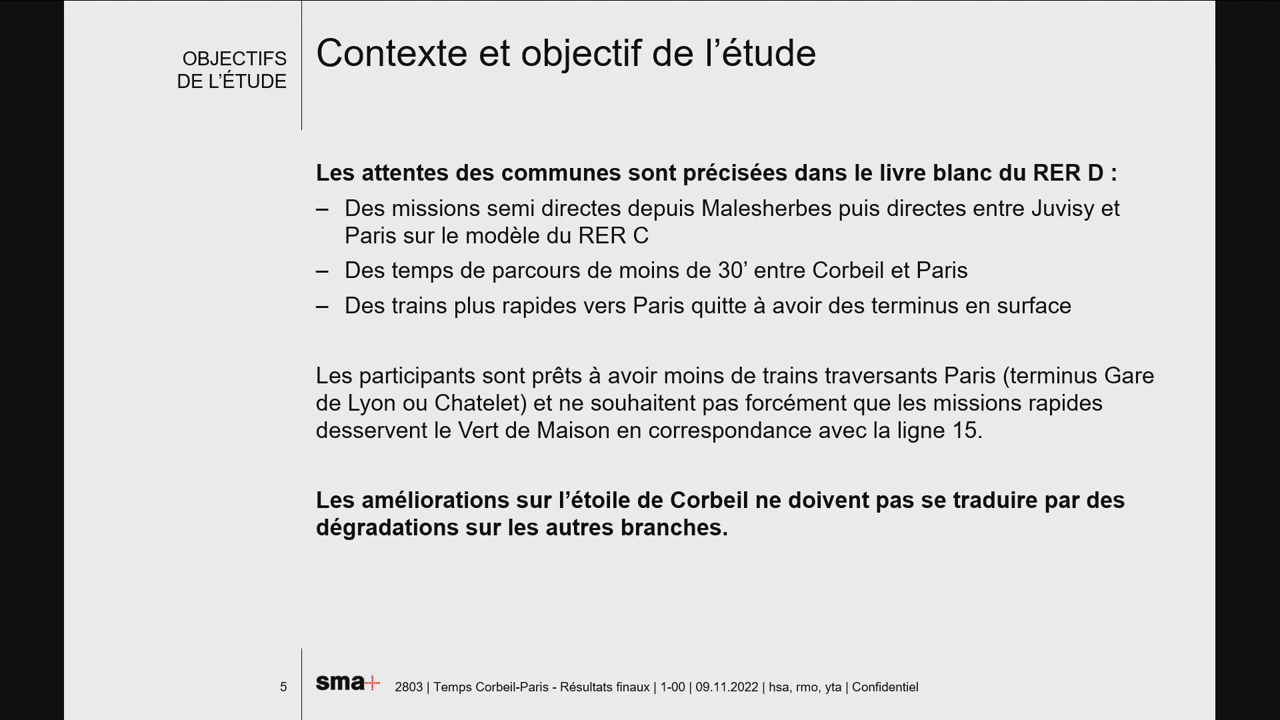 OBJECTIFS
DE L’ÉTUDE
Contexte et objectif de l’étude
Les attentes des communes sont précisées dans le livre blanc du RER D :
– Des missions semi directes depuis Malesherbes puis directes entre Juvisy et
Paris sur le modèle du RER C
– Des temps de parcours de moins de 30’ entre Corbeil et Paris
– Des trains plus rapides vers Paris quitte à avoir des terminus en surface
Les participants sont prêts à avoir moins de trains traversants Paris (terminus Gare
de Lyon ou Chatelet) et ne souhaitent pas forcément que les missions rapides
desservent le Vert de Maison en correspondance avec la ligne 15.
Les améliorations sur l’étoile de Corbeil ne doivent pas se traduire par des
dégradations sur les autres branches.
5
sma+
2803 | Temps Corbeil-Paris - Résultats finaux | 1-00 | 09.11.2022 | hsa, rmo, yta | Confidentiel